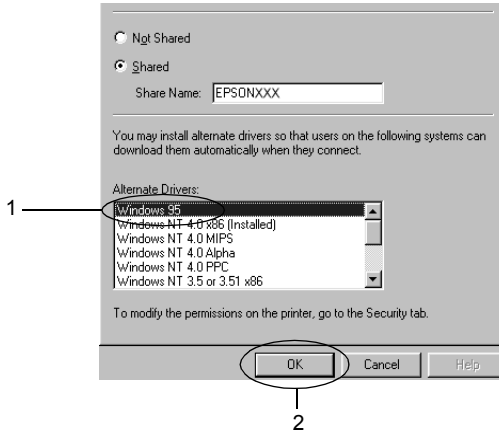 Not Shared
Shared
Share Name: EPSONXXX
You may install alternate drivers so that users on the following systems can
download them automatically when they connect.
Alternate Drivers:
1
Windows 95
Windows NT 4.0 x86 (Installed)
Windows NT 4.0 MIPS
Windows NT 4.0 Alpha
Windows NT 4.0 PPC
Windows NT 3.5 or 3.51 x86
To modify the permissions on the printer, go to the Security tab.
OK Cancel Help
2